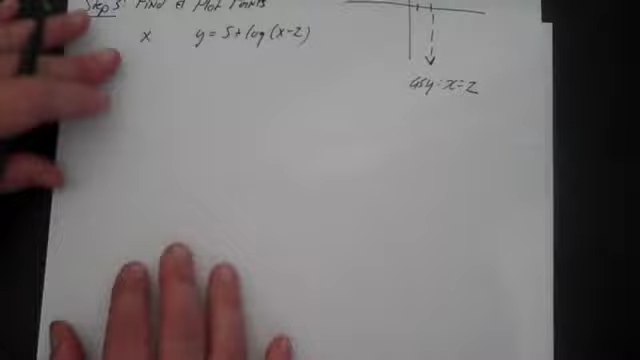 Step 3: Find & Plot Points
x y = 5 + log (x-2)
asy: x=2